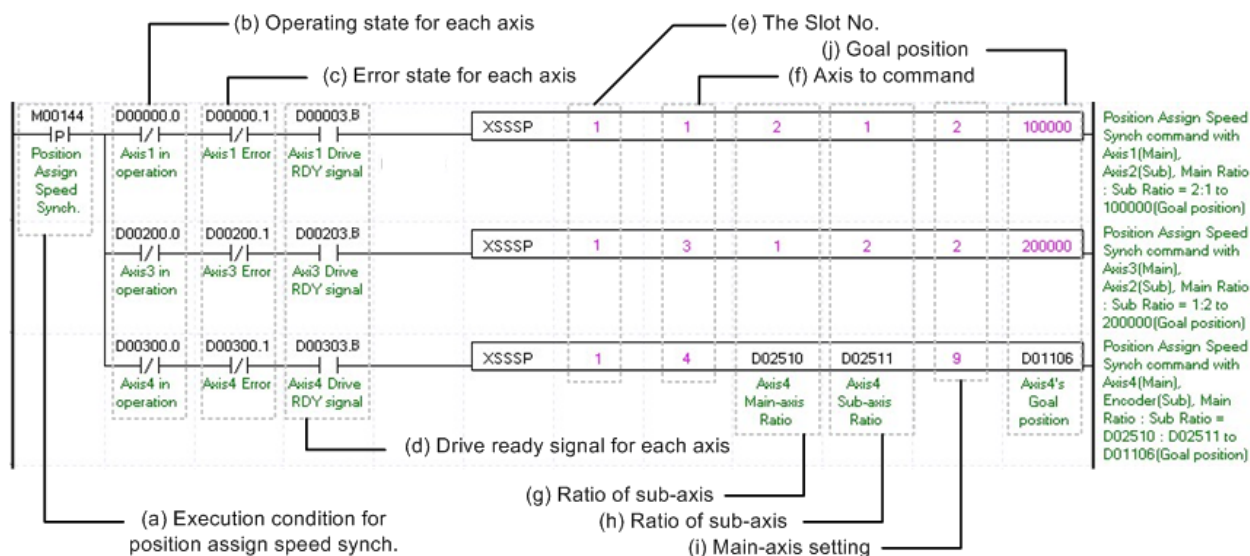 (b) Operating state for each axis
(e) The Slot No.
(j) Goal position
(c) Error state for each axis
(f) Axis to command
M00144
P
Position
Assign
Speed
Synch.
D00000.0
Axis1 in
operation
D00000.1
Axis1 Error
D00003.B
Axis1 Drive
RDY signal
XSSSP 1 1 2 1 2 100000
Position Assign Speed
Synch command with
Axis1(Main),
Axis2(Sub), Main Ratio
: Sub Ratio = 2:1 to
100000(Goal position)
D00200.0
Axis3 in
operation
D00200.1
Axis3 Error
D00203.B
Axi3 Drive
RDY signal
XSSSP 1 3 1 2 2 200000
Position Assign Speed
Synch command with
Axis3(Main),
Axis2(Sub), Main Ratio
: Sub Ratio = 1:2 to
200000(Goal position)
D00300.0
Axis4 in
operation
D00300.1
Axis4 Error
D00303.B
Axis4 Drive
RDY signal
XSSSP 1 4 D02510 D02511 9 D01106
Axis4
Main-axis
Ratio
Axis4
Sub-axis
Ratio
Axis4's
Goal
position
Position Assign Speed
Synch command with
Axis4(Main),
Encoder(Sub), Main
Ratio : Sub Ratio =
D02510 : D02511 to
D01106(Goal position)
(d) Drive ready signal for each axis
(g) Ratio of sub-axis
(h) Ratio of sub-axis
(i) Main-axis setting
(a) Execution condition for
position assign speed synch.